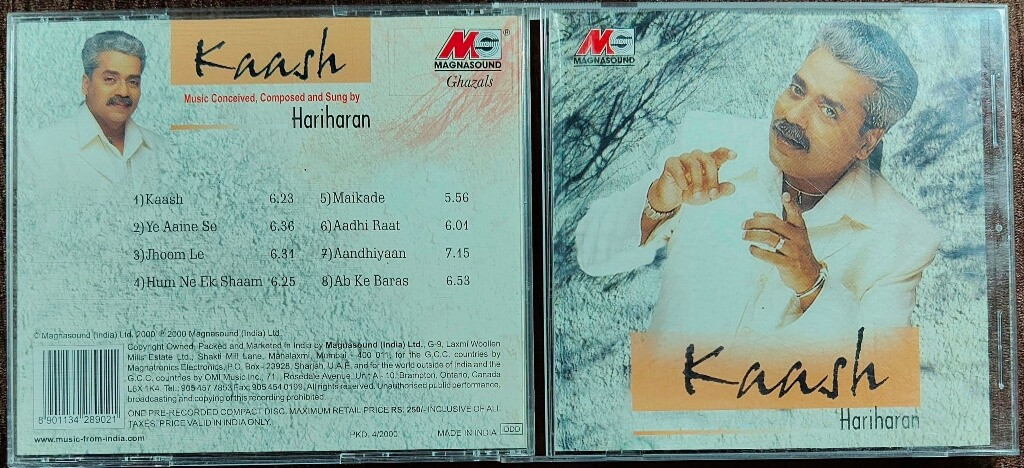 Kaash
MAGNASOUND
Ghazals
Music Conceived, Composed and Sung by
Hariharan
1)Kaash 6.23
2)Ye Aaine Se 6.36
3)Jhoom Le 6.31
4)Hum Ne Ek Shaam 6.25
5)Maikade 5.56
6)Aadhi Raat 6.01
7)Aandhiyaan 7.15
8)Ab Ke Baras 6.53
© Magnasound (India) Ltd. 2000 ℗ 2000 Magnasound (India) Ltd.
Copyright Owned, Packed and Marketed in India by Magnasound (India) Ltd., G-9, Laxmi Woollen
Mills Estate Ltd., Shakti Mill Lane, Mahalaxmi, Mumbai - 400 011, for the G.C.C. countries by
Magnatronics Electronics, P.O. Box - 23928, Sharjah, U.A.E. and for the world outside of India and the
G.C.C. countries by OMI Music Inc., 71, Rosedale Avenue, Unit A - 10, Brampton, Ontario, Canada
L6X 1K4. Tel.: 905 457 7853 Fax: 905 454 0199. All rights reserved. Unauthorised public performance,
broadcasting and copying of this recording prohibited.
ONE PRE-RECORDED COMPACT DISC. MAXIMUM RETAIL PRICE RS. 250/- INCLUSIVE OF ALL
TAXES. PRICE VALID IN INDIA ONLY.
8 901134 289021
www.music-from-india.com
PKD. 4/2000
MADE IN INDIA
DDD
MAGNASOUND
Kaash
Hariharan